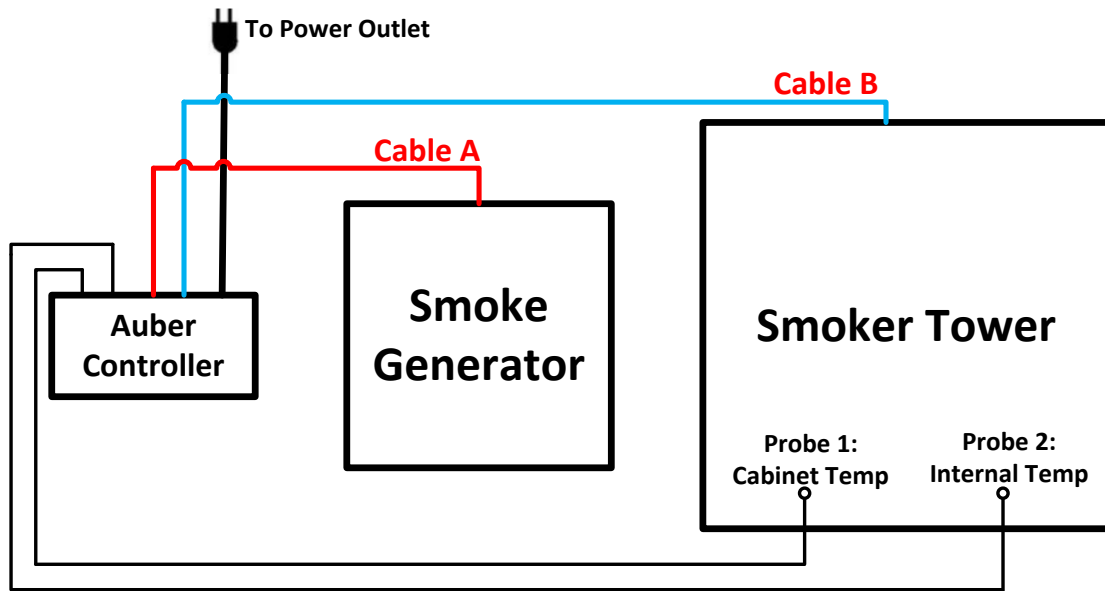 To Power Outlet
Cable B
Cable A
Auber
Controller
Smoke
Generator
Smoker Tower
Probe 1:
Cabinet Temp
Probe 2:
Internal Temp